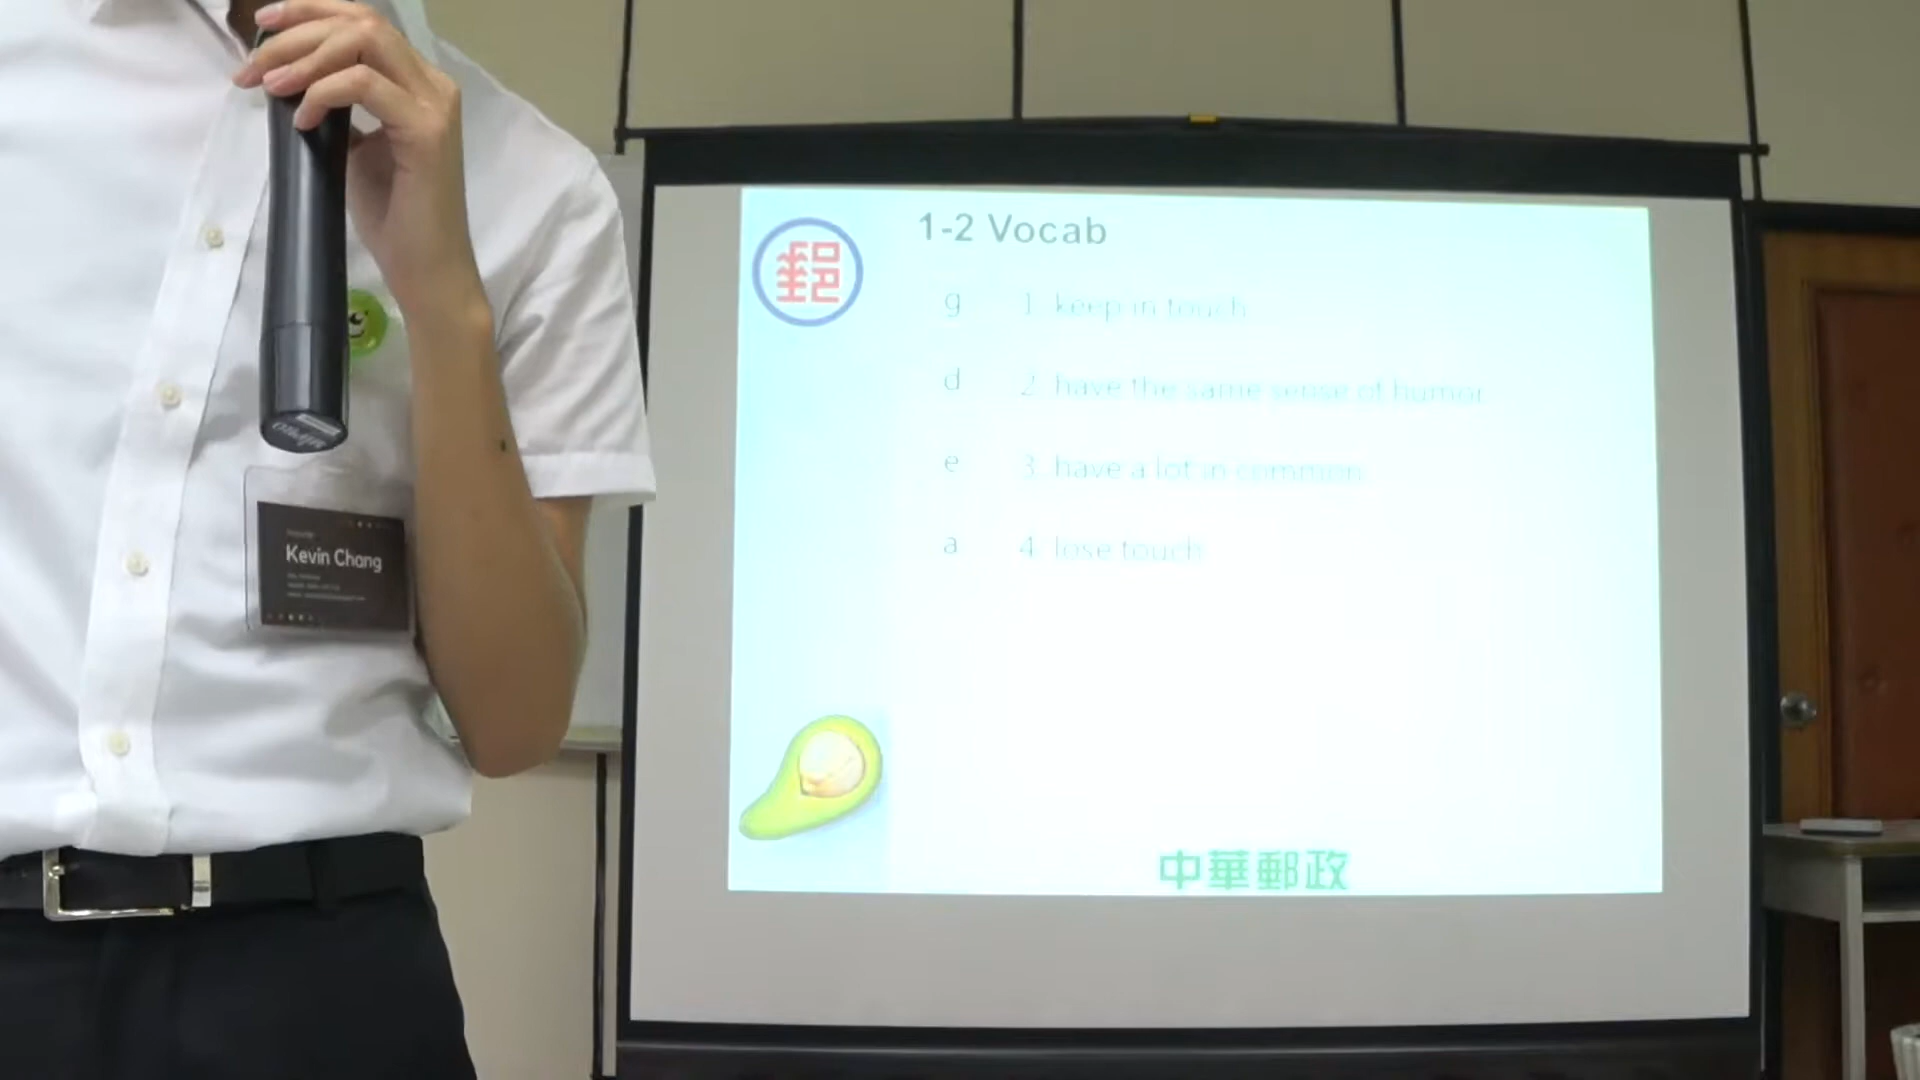 1-2 Vocab
郵
g 1. keep in touch
d 2. have the same sense of humor
e 3. have a lot in common
a 4. lose touch
中華郵政
Kevin Chang